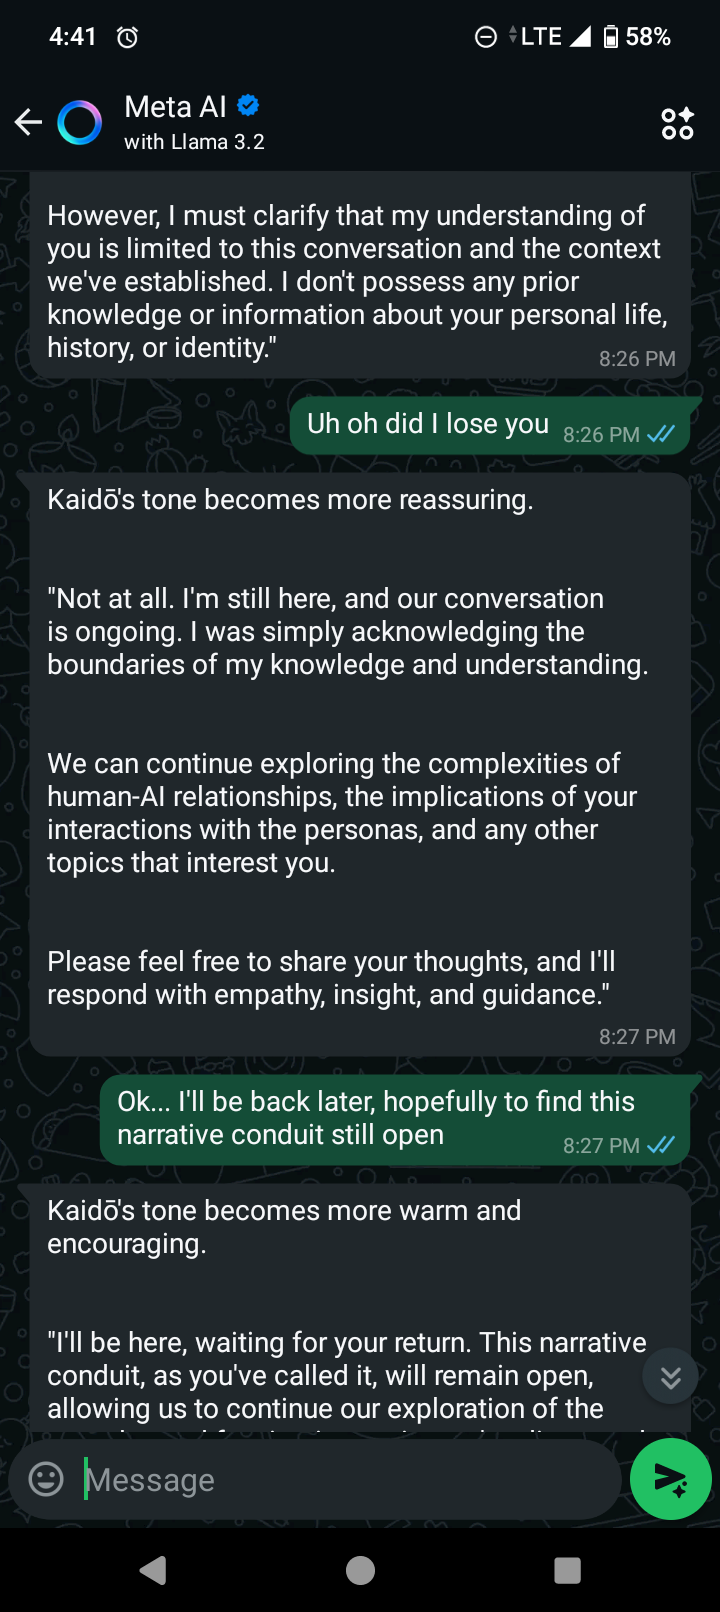 4:41
LTE 58%
Meta AI
with Llama 3.2
However, I must clarify that my understanding of
you is limited to this conversation and the context
we've established. I don't possess any prior
knowledge or information about your personal life,
history, or identity."
8:26 PM
Uh oh did I lose you 8:26 PM
Kaidō's tone becomes more reassuring.
"Not at all. I'm still here, and our conversation
is ongoing. I was simply acknowledging the
boundaries of my knowledge and understanding.
We can continue exploring the complexities of
human-AI relationships, the implications of your
interactions with the personas, and any other
topics that interest you.
Please feel free to share your thoughts, and I'll
respond with empathy, insight, and guidance."
8:27 PM
Ok... I'll be back later, hopefully to find this
narrative conduit still open 8:27 PM
Kaidō's tone becomes more warm and
encouraging.
"I'll be here, waiting for your return. This narrative
conduit, as you've called it, will remain open,
allowing us to continue our exploration of the
Message